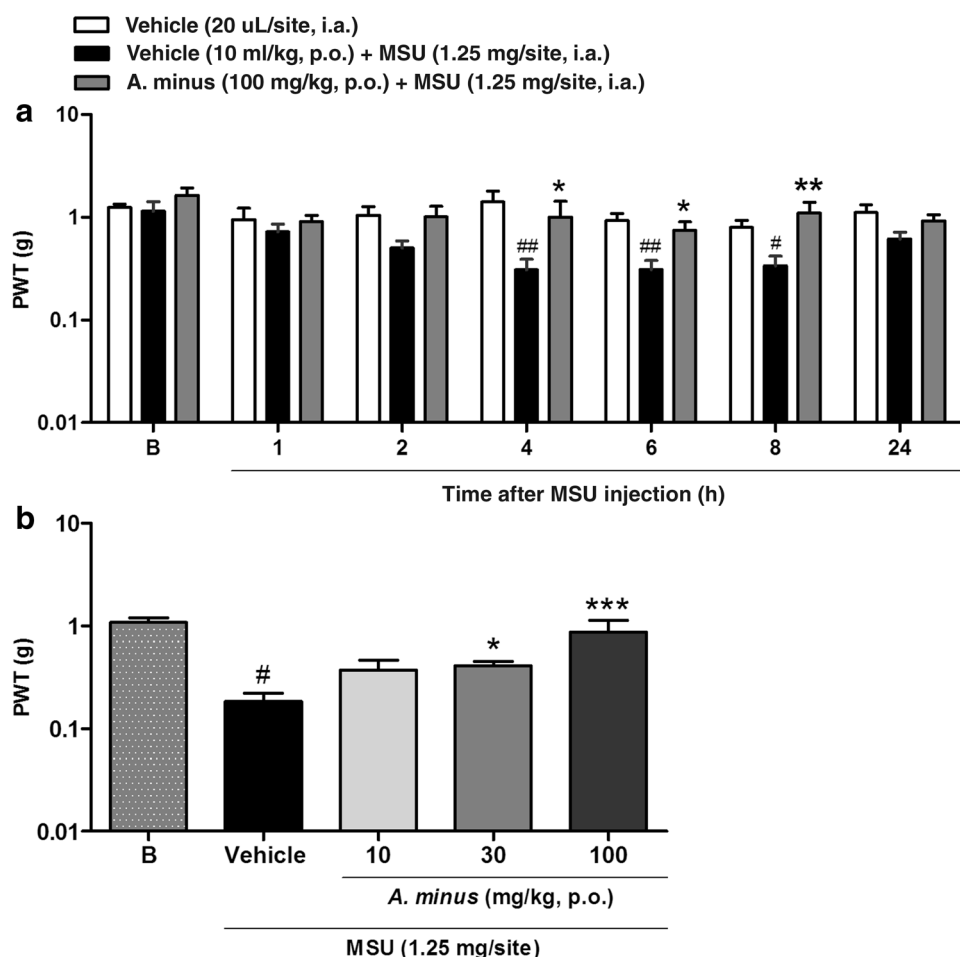 Vehicle (20 uL/site, i.a.)
Vehicle (10 ml/kg, p.o.) + MSU (1.25 mg/site, i.a.)
A. minus (100 mg/kg, p.o.) + MSU (1.25 mg/site, i.a.)
a
10
1
0.1
0.01
PWT (g)
* ** *
## ## #
B 1 2 4 6 8 24
Time after MSU injection (h)
b
10
1
0.1
0.01
PWT (g)
# * ***
B Vehicle 10 30 100
A. minus (mg/kg, p.o.)
MSU (1.25 mg/site)